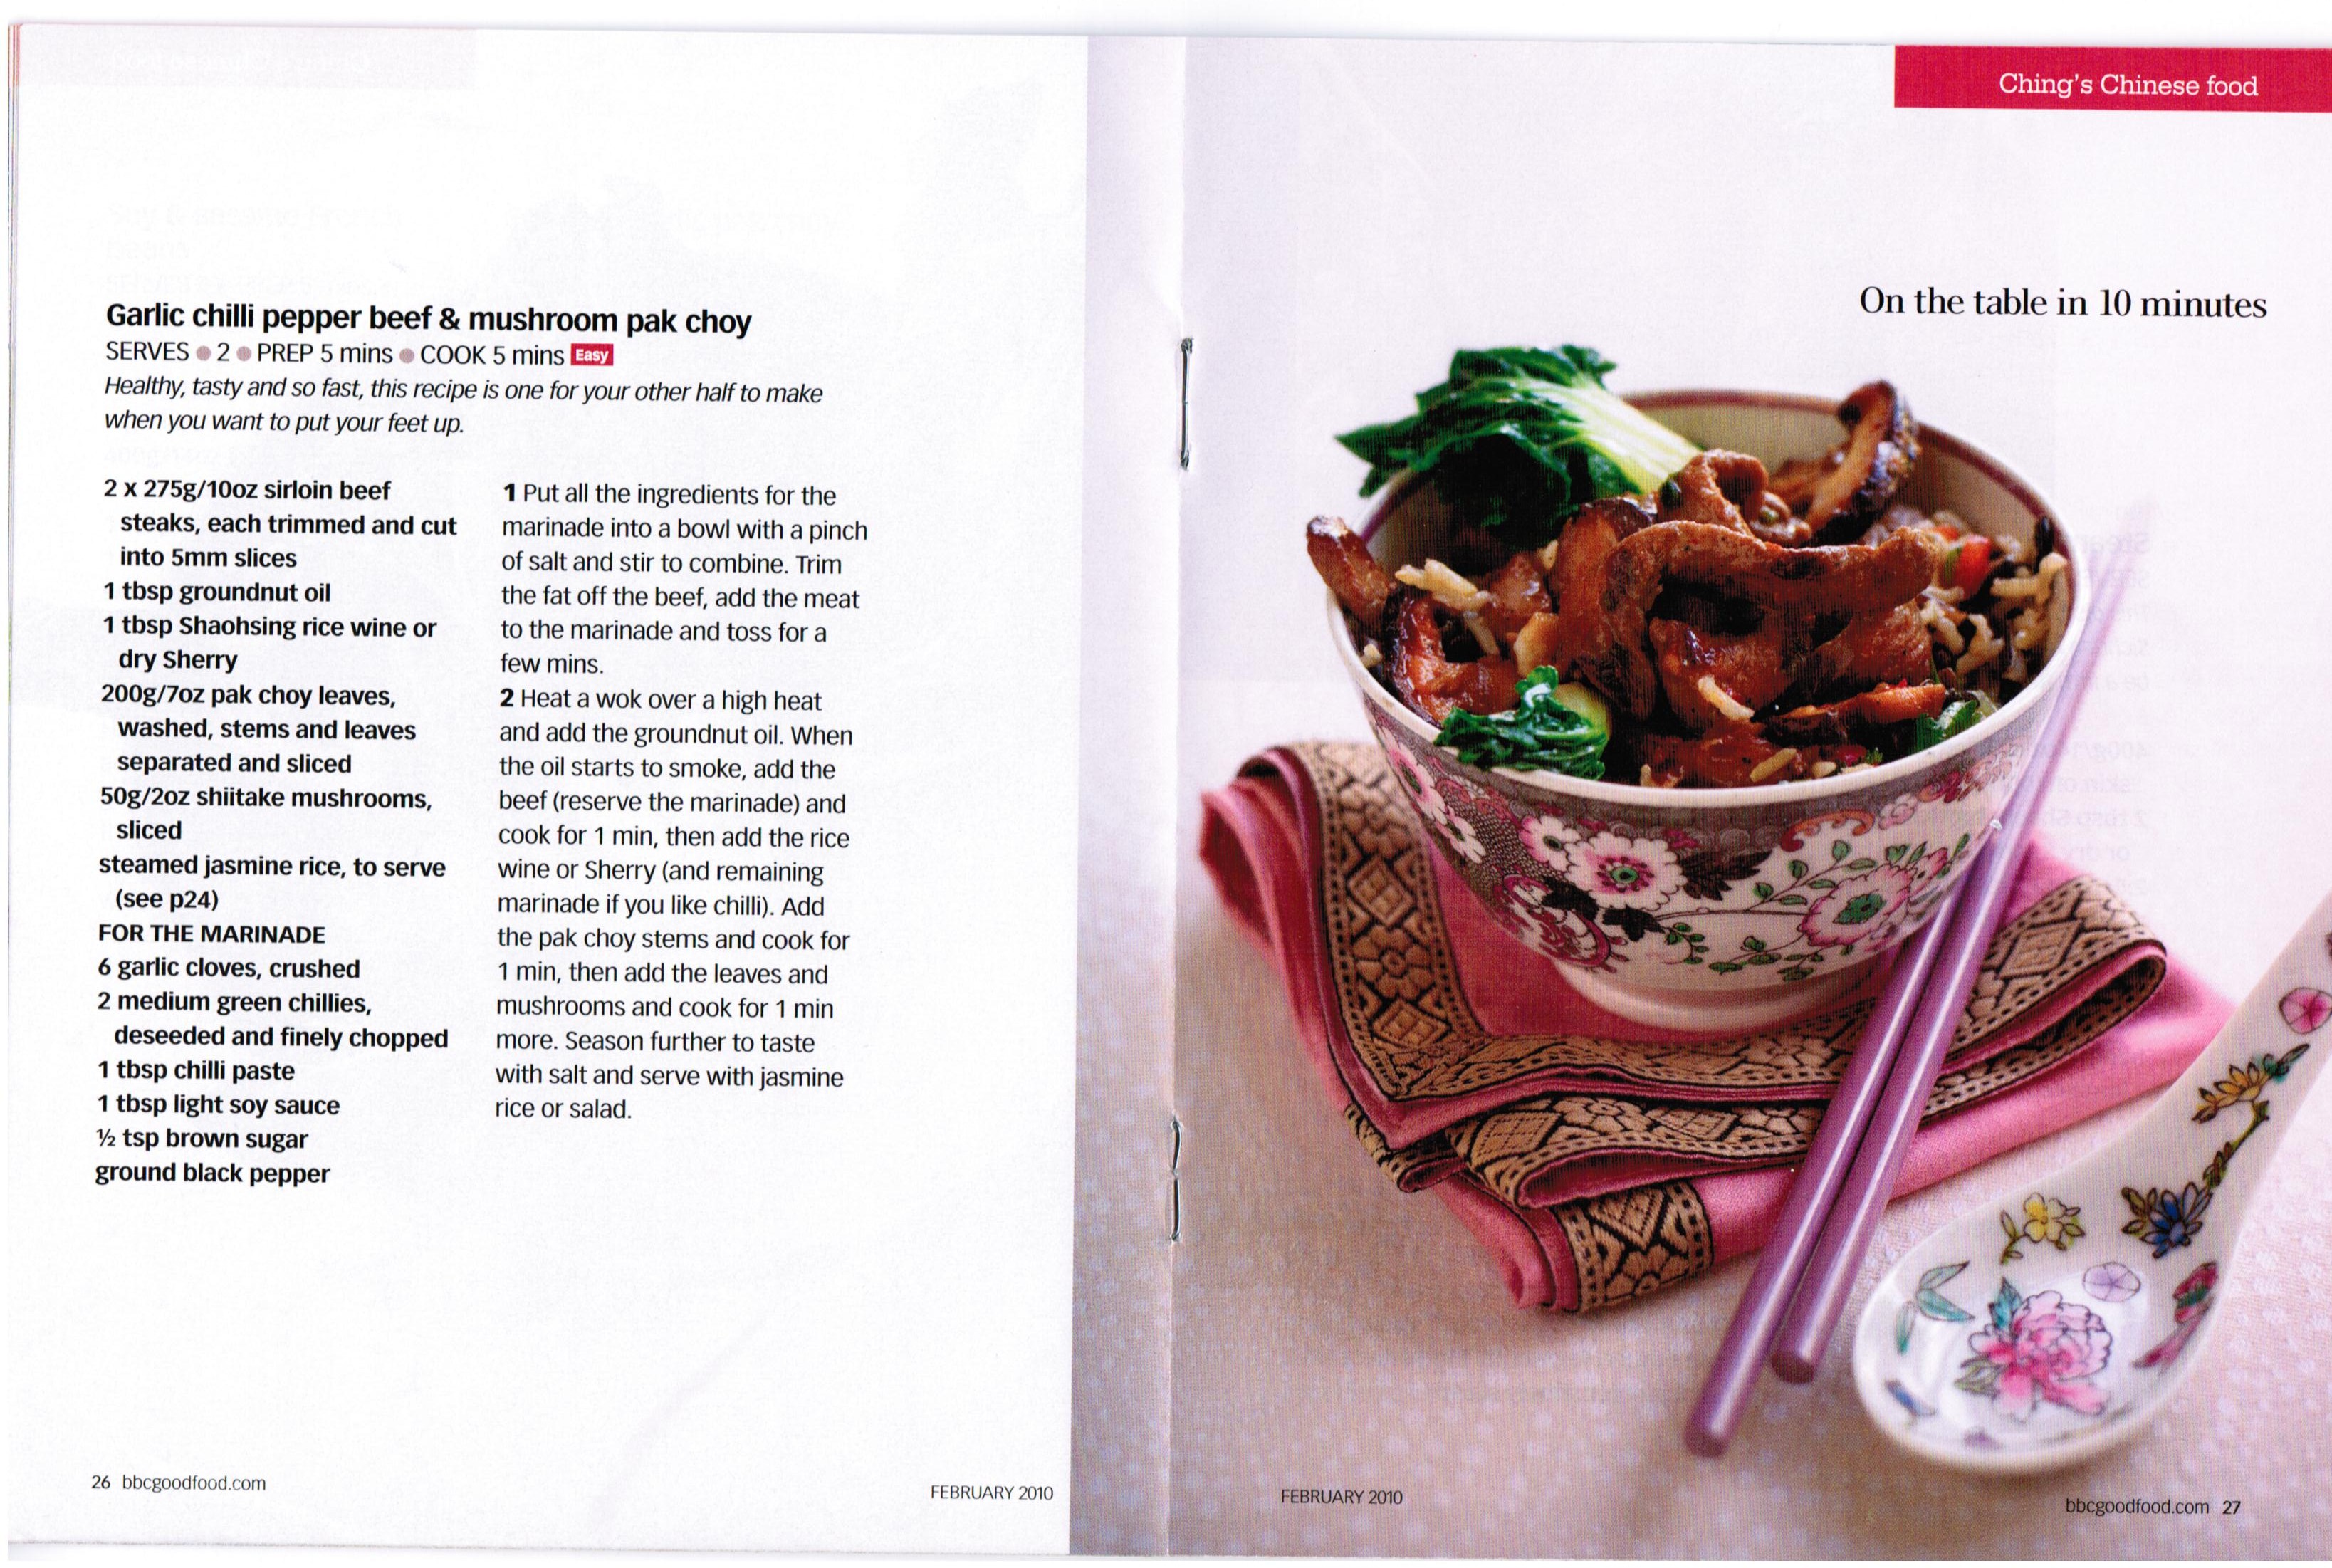 Garlic chilli pepper beef & mushroom pak choy
SERVES ● 2 ● PREP 5 mins ● COOK 5 mins Easy
Healthy, tasty and so fast, this recipe is one for your other half to make
when you want to put your feet up.
2 x 275g/10oz sirloin beef
steaks, each trimmed and cut
into 5mm slices
1 tbsp groundnut oil
1 tbsp Shaohsing rice wine or
dry Sherry
200g/7oz pak choy leaves,
washed, stems and leaves
separated and sliced
50g/2oz shiitake mushrooms,
sliced
steamed jasmine rice, to serve
(see p24)
FOR THE MARINADE
6 garlic cloves, crushed
2 medium green chillies,
deseeded and finely chopped
1 tbsp chilli paste
1 tbsp light soy sauce
½ tsp brown sugar
ground black pepper
1 Put all the ingredients for the
marinade into a bowl with a pinch
of salt and stir to combine. Trim
the fat off the beef, add the meat
to the marinade and toss for a
few mins.
2 Heat a wok over a high heat
and add the groundnut oil. When
the oil starts to smoke, add the
beef (reserve the marinade) and
cook for 1 min, then add the rice
wine or Sherry (and remaining
marinade if you like chilli). Add
the pak choy stems and cook for
1 min, then add the leaves and
mushrooms and cook for 1 min
more. Season further to taste
with salt and serve with jasmine
rice or salad.
26 bbcgoodfood.com
FEBRUARY 2010
Ching's Chinese food
On the table in 10 minutes
FEBRUARY 2010
bbcgoodfood.com 27